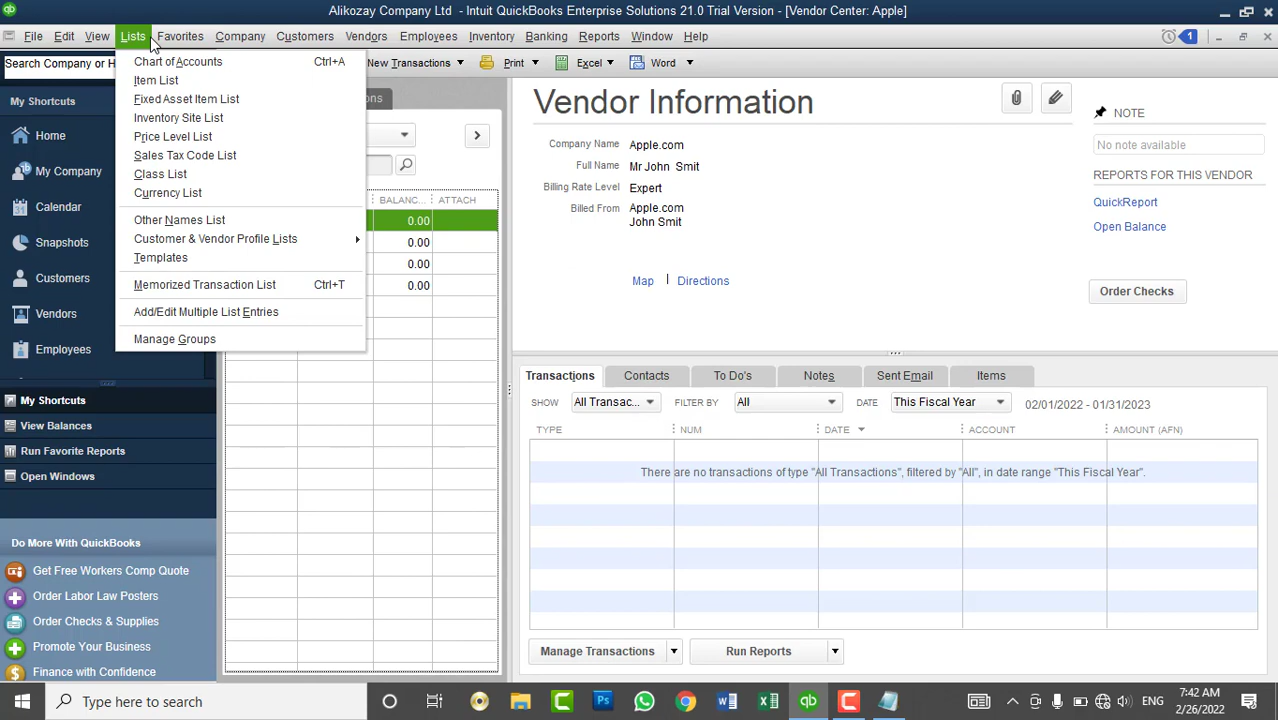 Alikozay Company Ltd - Intuit QuickBooks Enterprise Solutions 21.0 Trial Version - [Vendor Center: Apple]
File Edit View Lists Favorites Company Customers Vendors Employees Inventory Banking Reports Window Help 1
Search Company or H
New Transactions Print Excel Word
Chart of Accounts Ctrl+A
Item List
Fixed Asset Item List
Inventory Site List
Price Level List
Sales Tax Code List
Class List
Currency List
Other Names List
Customer & Vendor Profile Lists
Templates
Memorized Transaction List Ctrl+T
Add/Edit Multiple List Entries
Manage Groups
My Shortcuts
Home
My Company
Calendar
Snapshots
Customers
Vendors
Employees
My Shortcuts
View Balances
Run Favorite Reports
Open Windows
Do More With QuickBooks
Get Free Workers Comp Quote
Order Labor Law Posters
Order Checks & Supplies
Promote Your Business
Finance with Confidence
ons
BALANC... ATTACH
0.00
0.00
0.00
0.00
Vendor Information
Company Name Apple.com
Full Name Mr John Smit
Billing Rate Level Expert
Billed From Apple.com
John Smit
Map Directions
NOTE
No note available
REPORTS FOR THIS VENDOR
QuickReport
Open Balance
Order Checks
Transactions Contacts To Do's Notes Sent Email Items
SHOW All Transac... FILTER BY All DATE This Fiscal Year 02/01/2022 - 01/31/2023
TYPE NUM DATE ACCOUNT AMOUNT (AFN)
There are no transactions of type "All Transactions", filtered by "All", in date range "This Fiscal Year".
Manage Transactions Run Reports
Type here to search
ENG
7:42 AM
2/26/2022